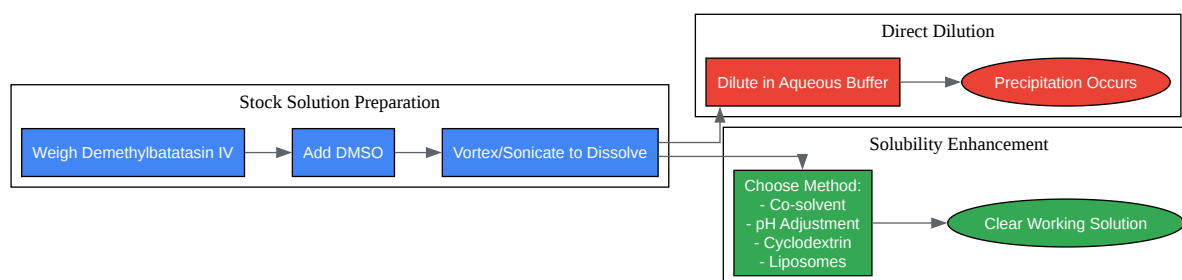 Direct Dilution
Dilute in Aqueous Buffer
Precipitation Occurs
Stock Solution Preparation
Weigh Demethylbatatasin IV
Add DMSO
Vortex/Sonicate to Dissolve
Solubility Enhancement
Choose Method:
- Co-solvent
- pH Adjustment
- Cyclodextrin
- Liposomes
Clear Working Solution